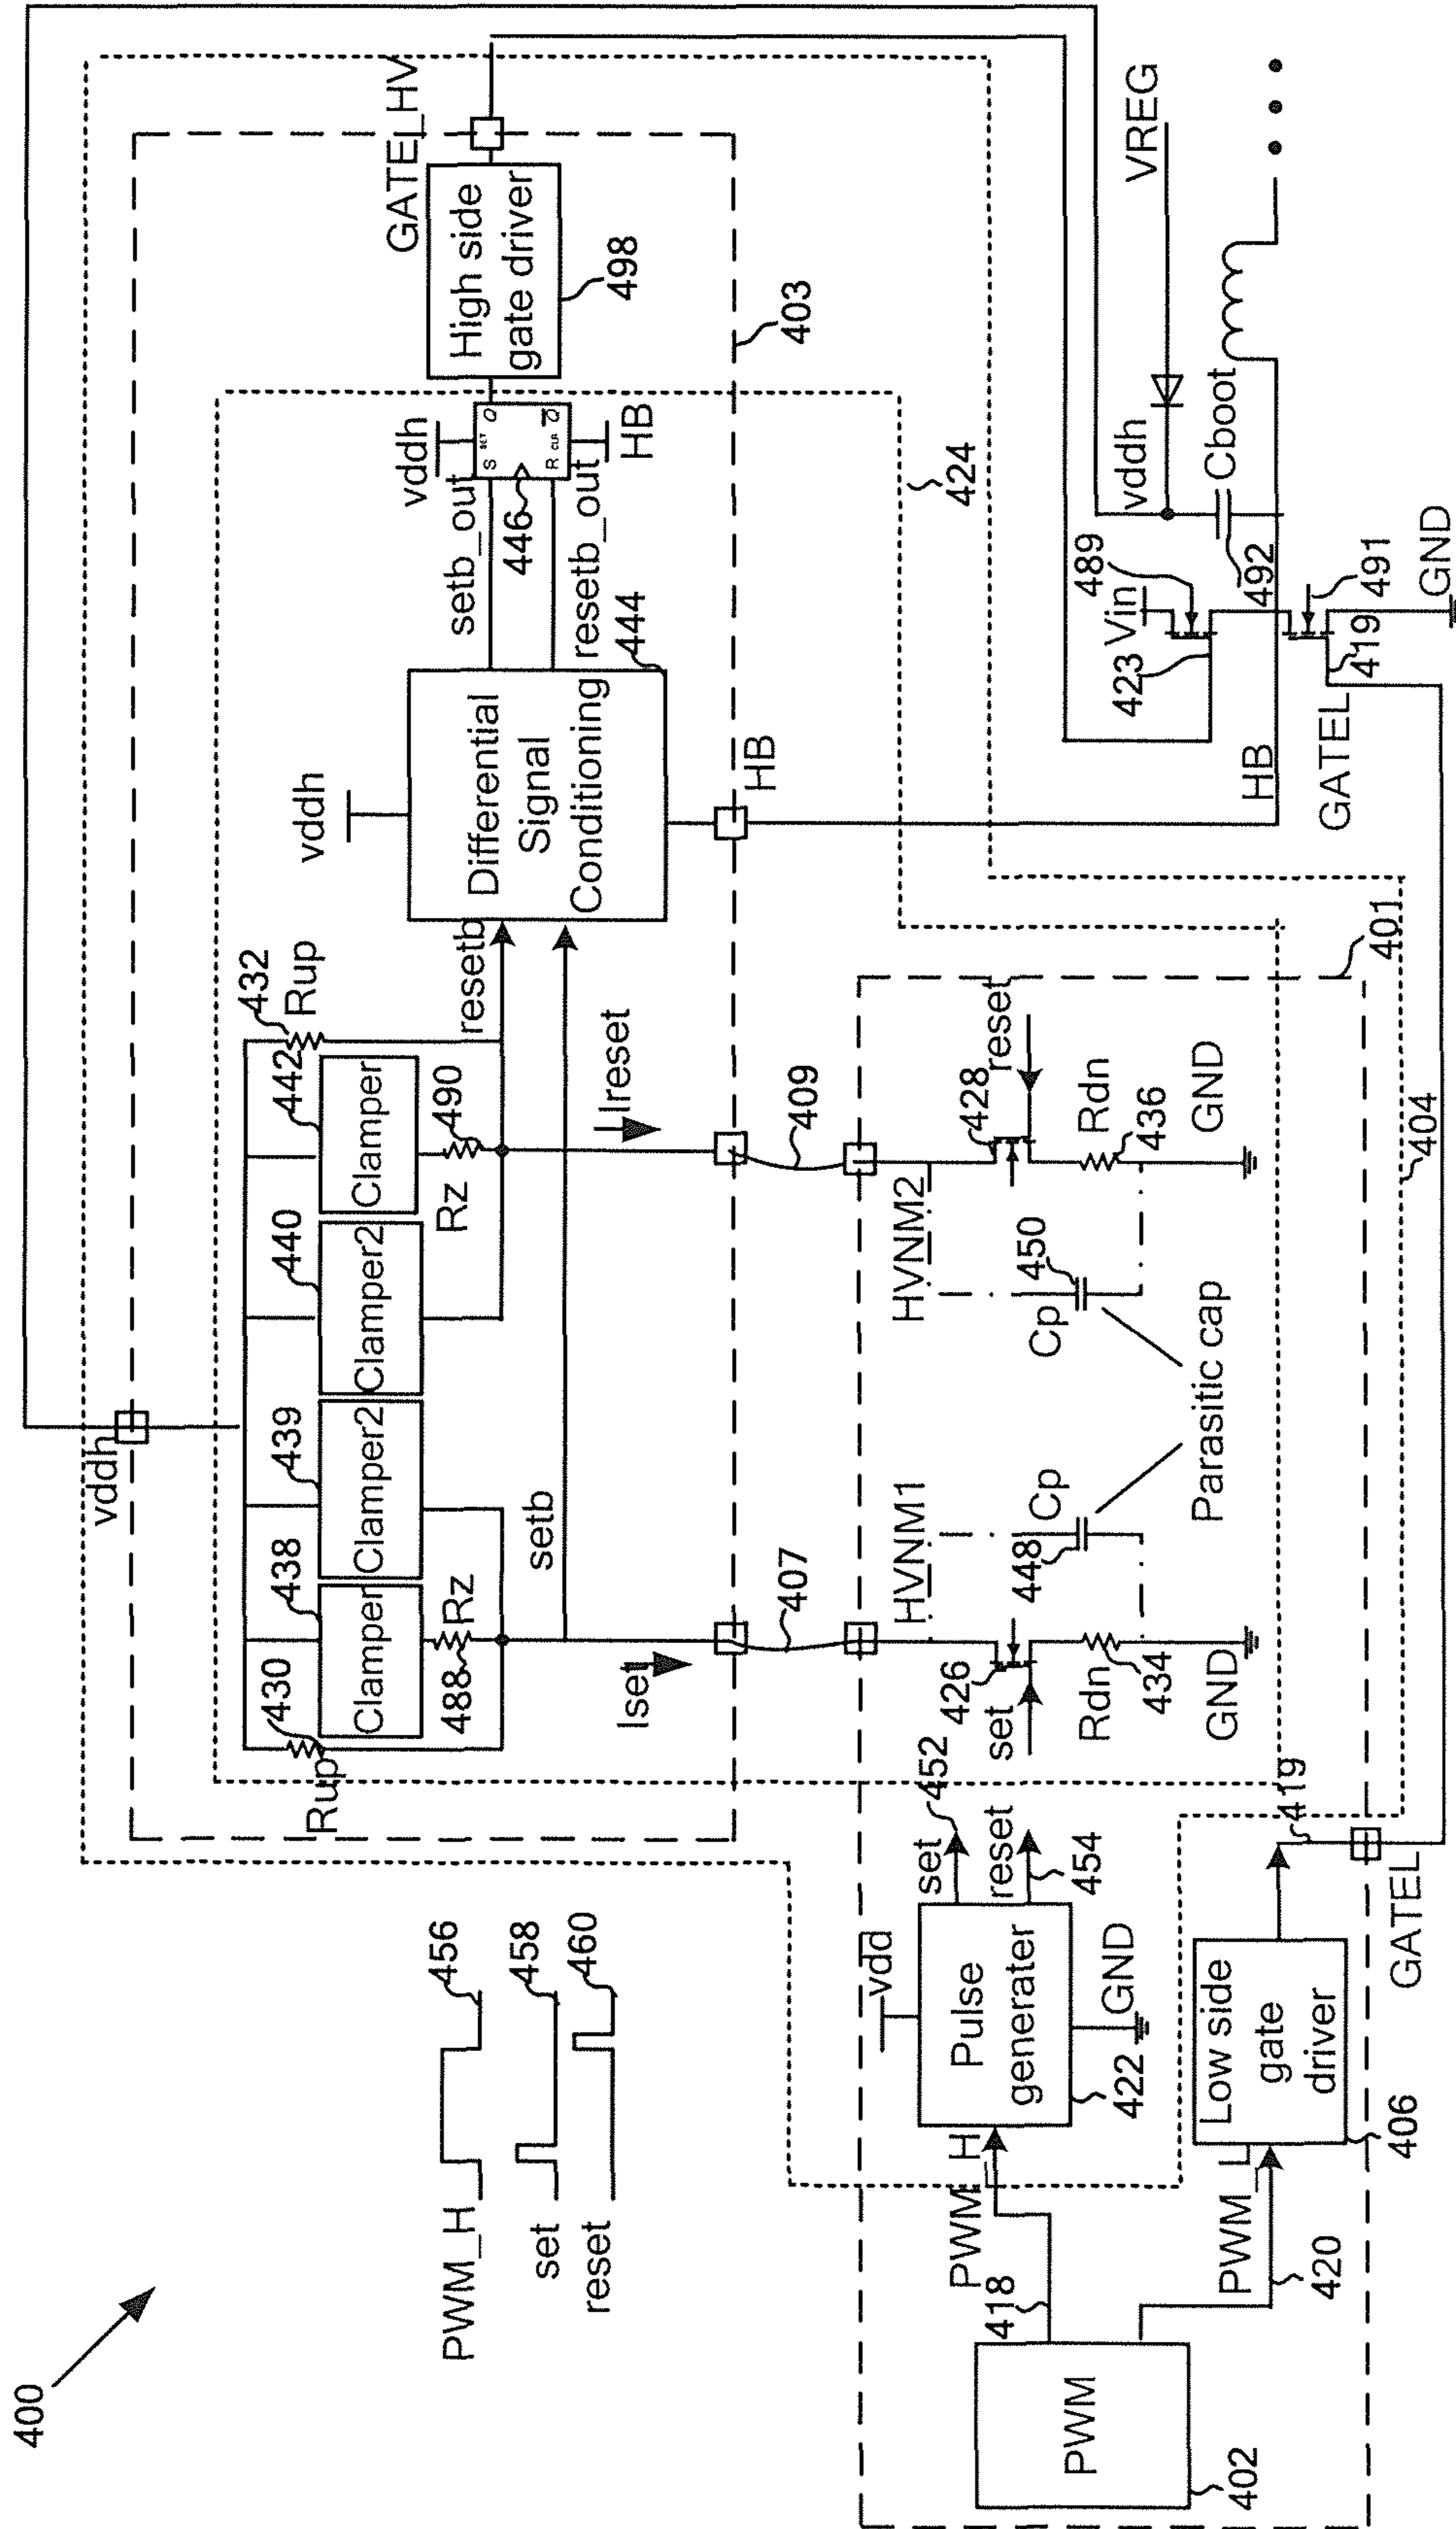 400
PWM_H
456
set
458
reset
460
PWM
402
418
PWM_H
PWM_L
420
vdd
Pulse
generater
422
GND
set
452
reset
454
Low side
gate
driver
406
419
GATEL
vddh
430
Rup
438
Clamper
488
Rz
439
Clamper2
440
Clamper2
442
Clamper
490
Rz
432
Rup
resetb
setb
Iset
Ireset
407
409
HVNM1
HVNM2
426
set
Rdn
434
GND
448
Cp
Parasitic cap
450
Cp
428
reset
Rdn
436
GND
401
404
vddh
Differential
Signal
Conditioning
444
HB
setb_out
resetb_out
vddh
S
SET
Q
R
CLR
Q
446
HB
High side
gate driver
498
GATEL_HV
403
424
Vin
489
423
HB
492
GATEL
419
491
GND
vddh
Cboot
VREG